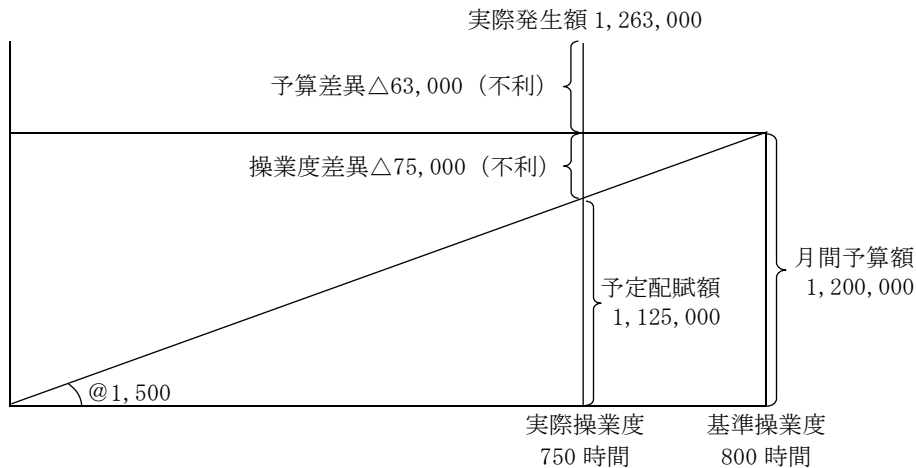 実際発生額 1,263,000
予算差異△63,000（不利）
操業度差異△75,000（不利）
月間予算額
1,200,000
予定配賦額
1,125,000
@1,500
実際操業度
750 時間
基準操業度
800 時間